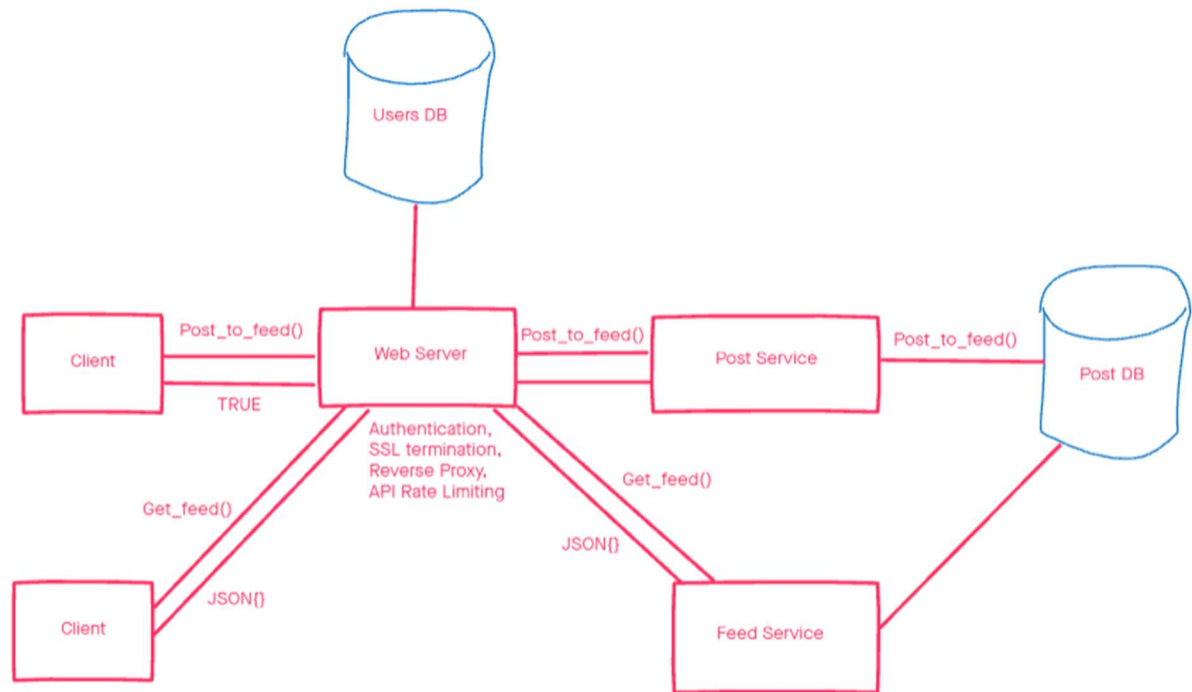 Users DB
Post_to_feed()
Post_to_feed()
Post_to_feed()
Client
Web Server
Post Service
Post DB
TRUE
Authentication,
SSL termination,
Reverse Proxy,
API Rate Limiting
Get_feed()
Get_feed()
JSON{}
JSON{}
Client
Feed Service